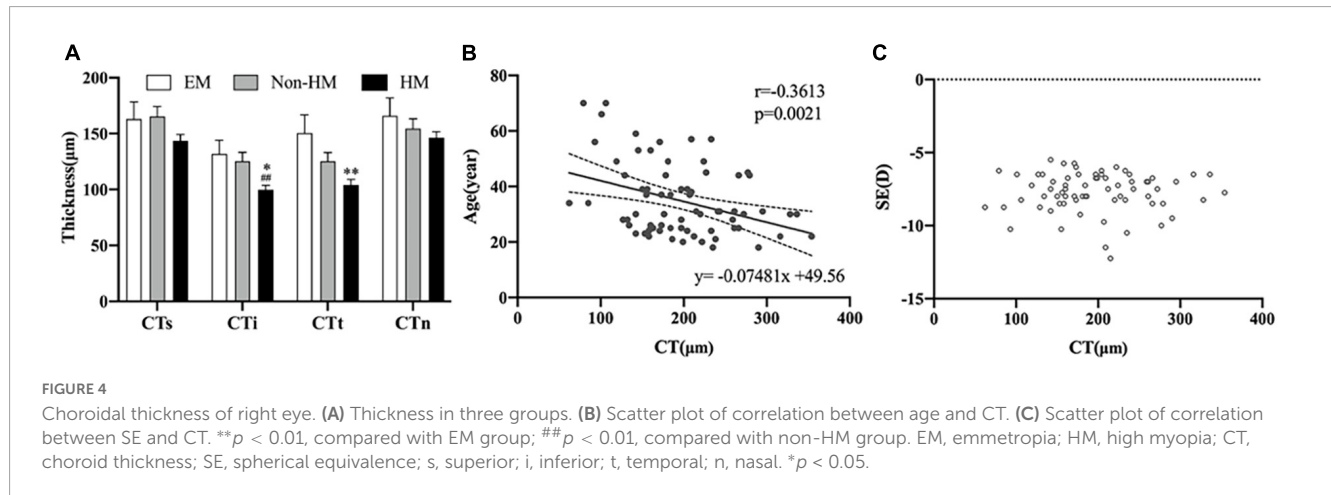 A
200
150
100
50
0
Thickness(μm)
EM Non-HM HM
*
##
**
CTs CTi CTt CTn
B
80
60
40
20
0
Age(year)
r=-0.3613
p=0.0021
y= -0.07481x +49.56
0 100 200 300 400
CT(μm)
C
0
-5
-10
-15
SE(D)
0 100 200 300 400
CT(μm)
FIGURE 4
Choroidal thickness of right eye. (A) Thickness in three groups. (B) Scatter plot of correlation between age and CT. (C) Scatter plot of correlation
between SE and CT. **p < 0.01, compared with EM group; ##p < 0.01, compared with non-HM group. EM, emmetropia; HM, high myopia; CT,
choroid thickness; SE, spherical equivalence; s, superior; i, inferior; t, temporal; n, nasal. *p < 0.05.